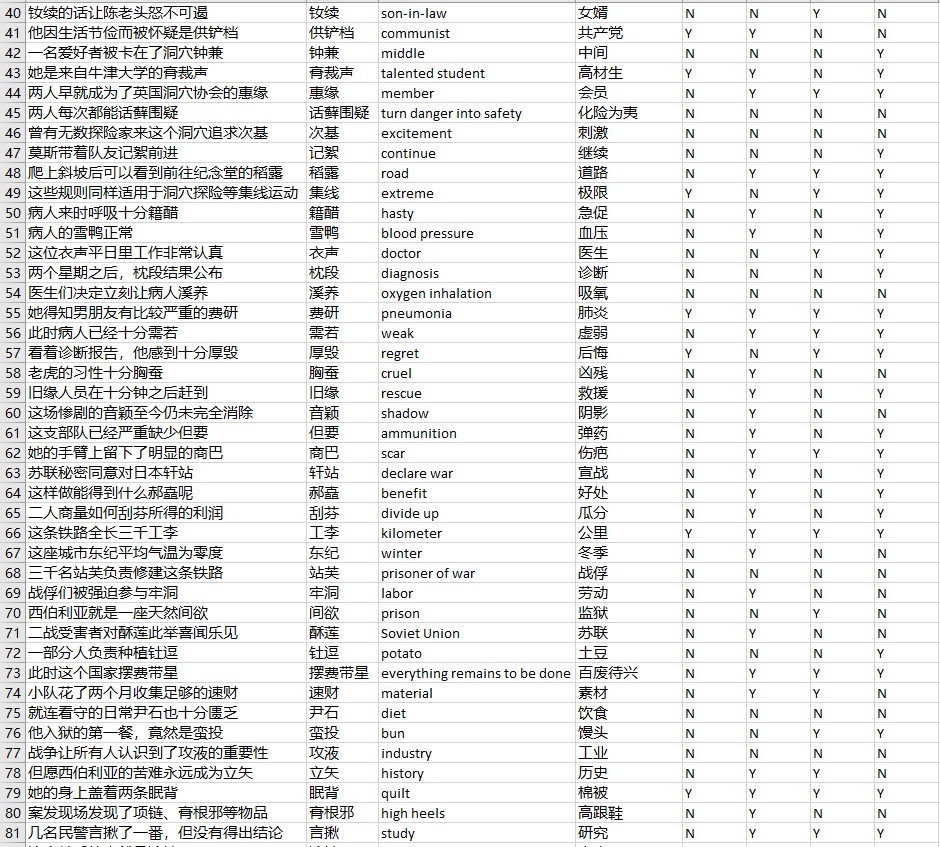 40 钕续的话让陈老头怒不可遏 钕续 son-in-law 女婿 N N Y N
41 他因生活节俭而被怀疑是供铲档 供铲档 communist 共产党 Y Y N N
42 一名爱好者被卡在了洞穴钟兼 钟兼 middle 中间 N N N Y
43 她是来自牛津大学的膏裁声 膏裁声 talented student 高材生 Y Y N Y
44 两人早就成为了英国洞穴协会的惠缘 惠缘 member 会员 N Y Y Y
45 两人每次都能话藓围疑 话藓围疑 turn danger into safety 化险为夷 N N N N
46 曾有无数探险家来这个洞穴追求次基 次基 excitement 刺激 N N N N
47 莫斯带着队友记絮前进 记絮 continue 继续 N N N Y
48 爬上斜坡后可以看到前往纪念堂的稻露 稻露 road 道路 N Y Y Y
49 这些规则同样适用于洞穴探险等集线运动 集线 extreme 极限 Y N Y Y
50 病人来时呼吸十分籍醋 籍醋 hasty 急促 N Y N Y
51 病人的雪鸭正常 雪鸭 blood pressure 血压 N Y N Y
52 这位衣声平日里工作非常认真 衣声 doctor 医生 N N Y Y
53 两个星期之后，枕段结果公布 枕段 diagnosis 诊断 N N N Y
54 医生们决定立刻让病人溪养 溪养 oxygen inhalation 吸氧 N N N N
55 她得知男朋友有比较严重的费研 费研 pneumonia 肺炎 Y Y Y Y
56 此时病人已经十分需若 需若 weak 虚弱 N Y Y Y
57 看着诊断报告，他感到十分厚毁 厚毁 regret 后悔 Y N Y Y
58 老虎的习性十分胸蚕 胸蚕 cruel 凶残 N Y N Y
59 旧缘人员在十分钟之后赶到 旧缘 rescue 救援 N Y N Y
60 这场惨剧的音颖至今仍未完全消除 音颖 shadow 阴影 N Y N N
61 这支部队已经严重缺少但要 但要 ammunition 弹药 N Y N Y
62 她的手臂上留下了明显的商巴 商巴 scar 伤疤 N Y Y Y
63 苏联秘密同意对日本轩站 轩站 declare war 宣战 N Y N Y
64 这样做能得到什么郝矗呢 郝矗 benefit 好处 N Y N Y
65 二人商量如何刮芬所得的利润 刮芬 divide up 瓜分 N Y N Y
66 这条铁路全长三千工李 工李 kilometer 公里 Y Y Y Y
67 这座城市东纪平均气温为零度 东纪 winter 冬季 N Y N N
68 三千名站芙负责修建这条铁路 站芙 prisoner of war 战俘 N N N N
69 战俘们被强迫参与牢洞 牢洞 labor 劳动 N Y N N
70 西伯利亚就是一座天然间欲 间欲 prison 监狱 N N Y N
71 二战受害者对酥莲此举喜闻乐见 酥莲 Soviet Union 苏联 N Y N N
72 一部分人负责种植钍逗 钍逗 potato 土豆 N N N Y
73 此时这个国家摆费带星 摆费带星 everything remains to be done 百废待兴 N Y Y Y
74 小队花了两个月收集足够的速财 速财 material 素材 N Y Y N
75 就连看守的日常尹石也十分匮乏 尹石 diet 饮食 N N N N
76 他入狱的第一餐，竟然是蛮投 蛮投 bun 馒头 N N Y Y
77 战争让所有人认识到了攻液的重要性 攻液 industry 工业 N N N N
78 但愿西伯利亚的苦难永远成为立矢 立矢 history 历史 N Y Y N
79 她的身上盖着两条眠背 眠背 quilt 棉被 Y Y Y Y
80 案发现场发现了项链、膏根邪等物品 膏根邪 high heels 高跟鞋 N Y N N
81 几名民警言揪了一番，但没有得出结论 言揪 study 研究 N Y Y Y